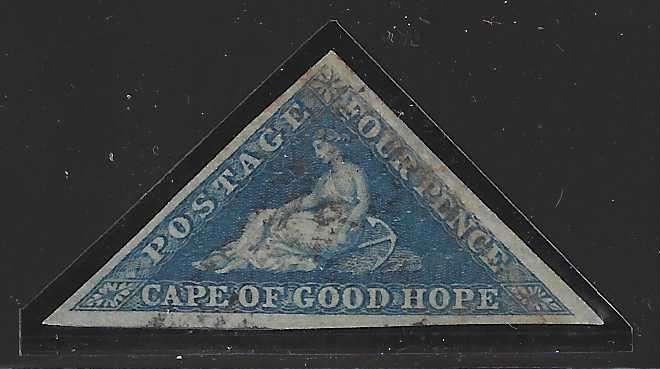 POSTAGE
FOUR PENCE
CAPE OF GOOD HOPE